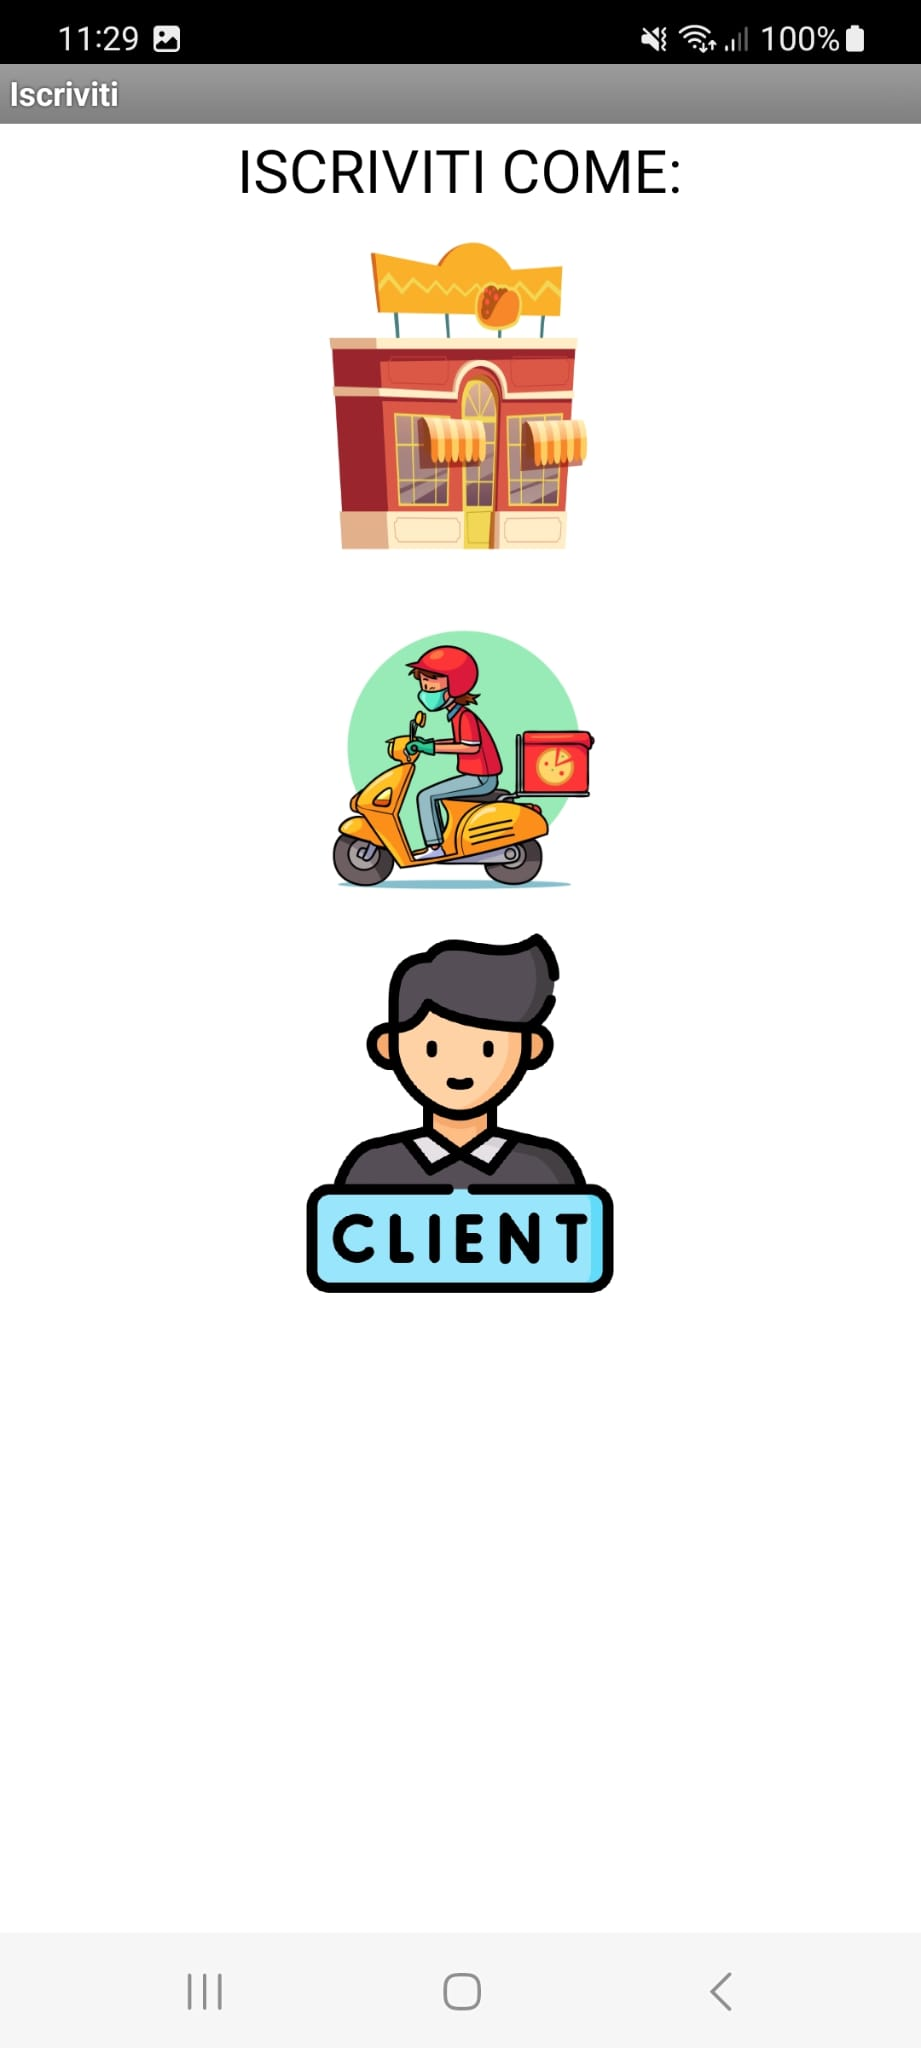 11:29 100%
Iscriviti
ISCRIVITI COME:
CLIENT